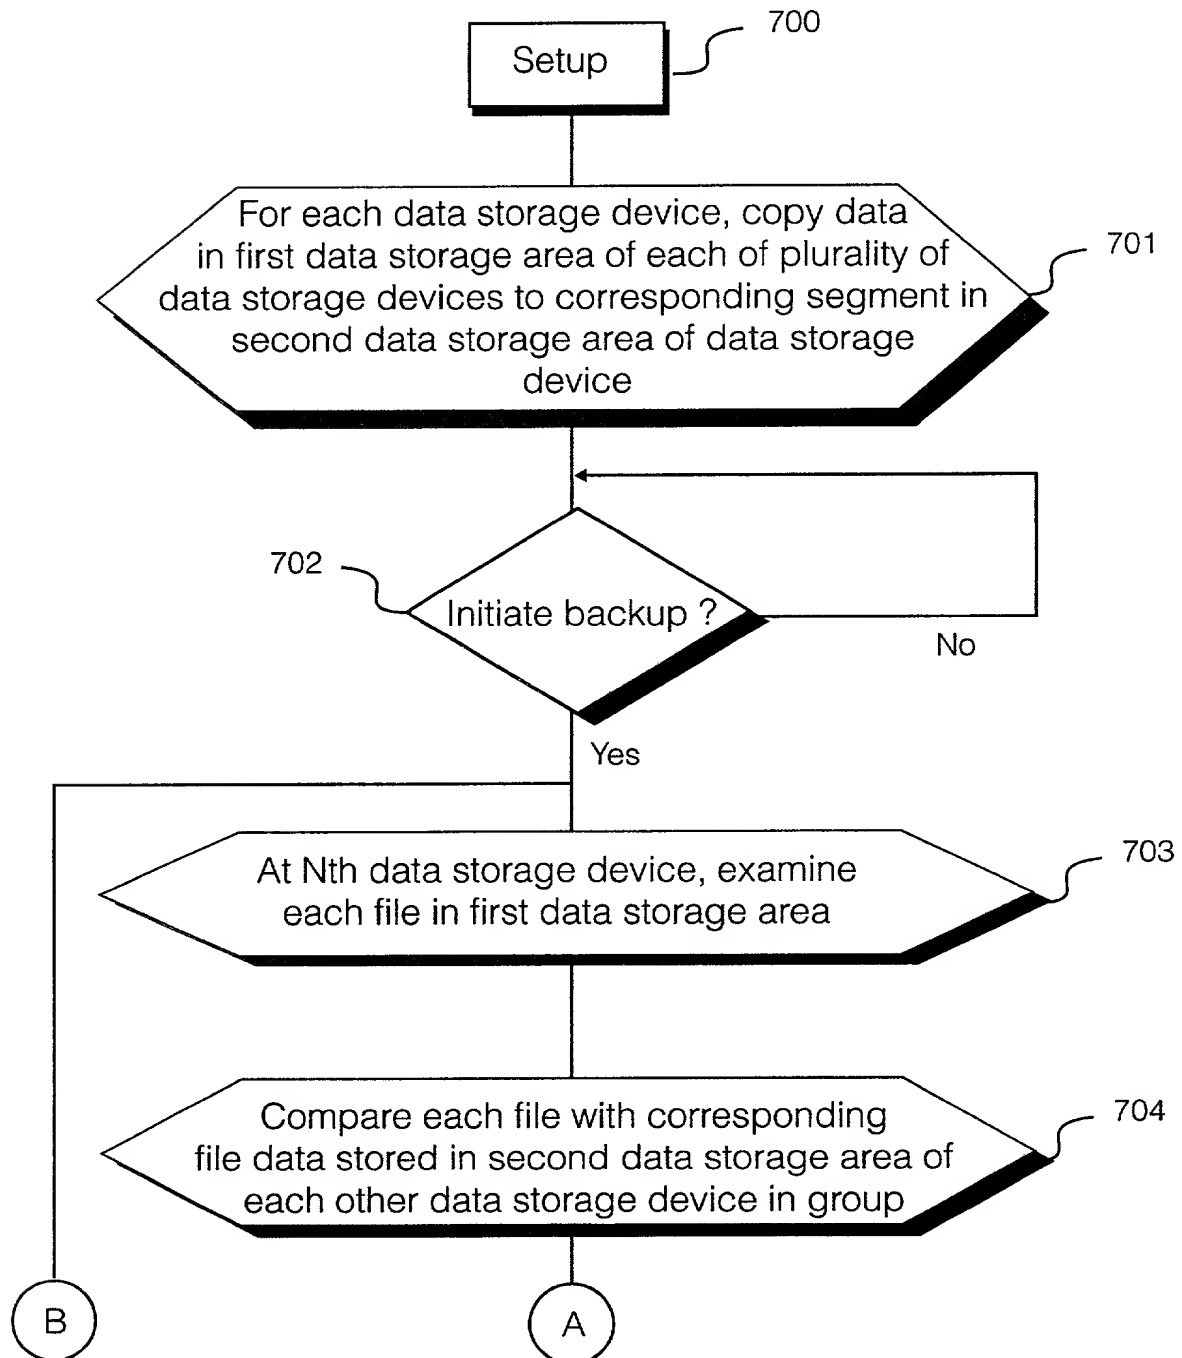 700
Setup
For each data storage device, copy data
in first data storage area of each of plurality of
data storage devices to corresponding segment in
second data storage area of data storage
device
701
702
Initiate backup ?
No
Yes
At Nth data storage device, examine
each file in first data storage area
703
Compare each file with corresponding
file data stored in second data storage area of
each other data storage device in group
704
B
A